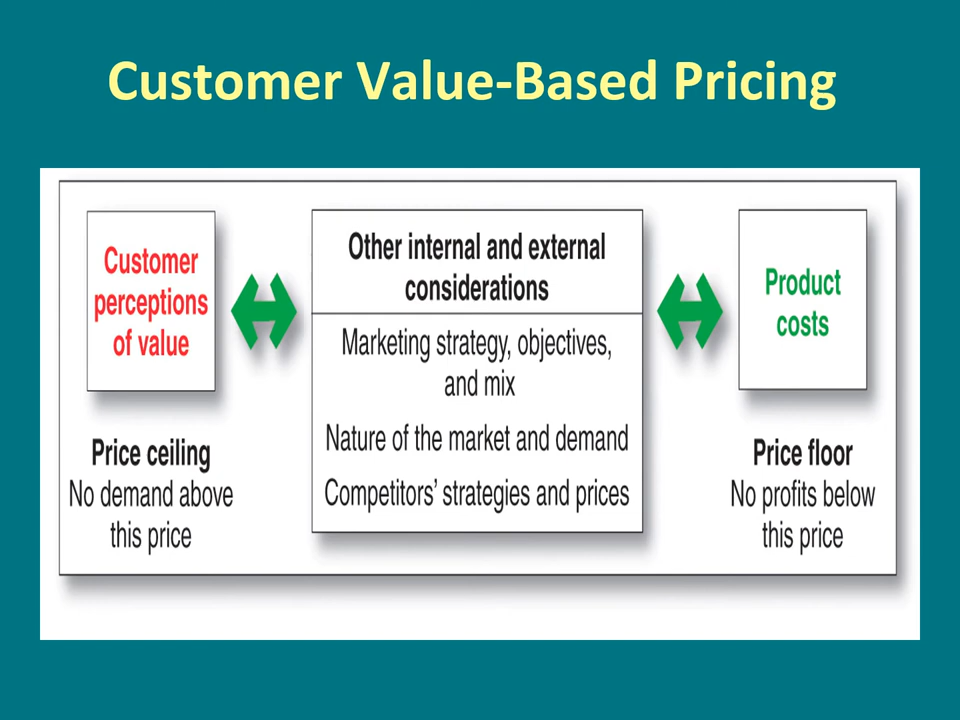 Customer Value-Based Pricing
Customer
perceptions
of value
Price ceiling
No demand above
this price
Other internal and external
considerations
Marketing strategy, objectives,
and mix
Nature of the market and demand
Competitors' strategies and prices
Product
costs
Price floor
No profits below
this price